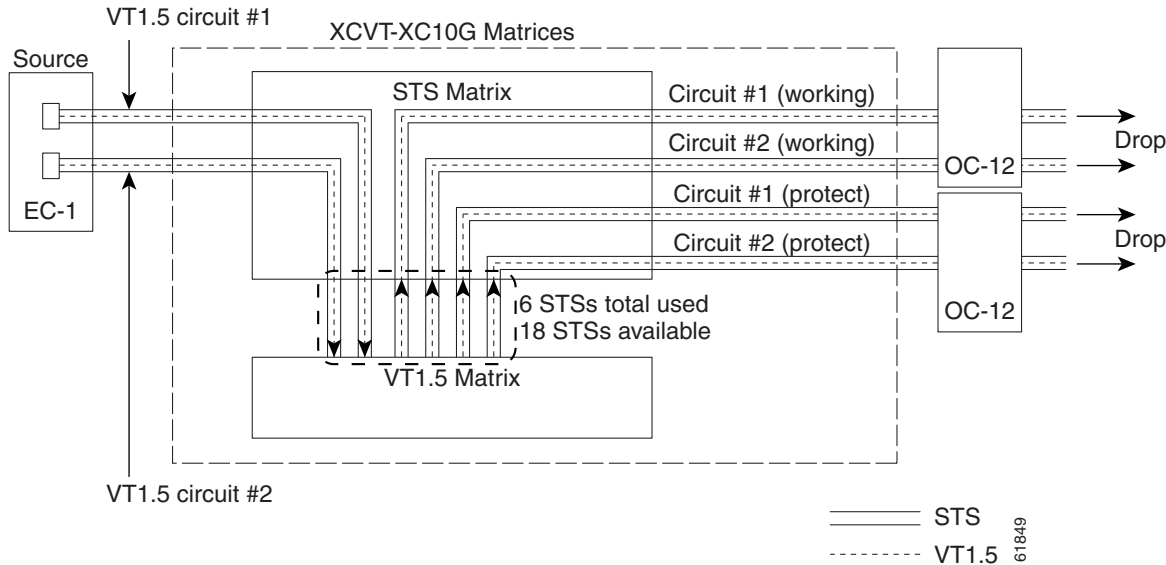 VT1.5 circuit #1
XCVT-XC10G Matrices
Source
STS Matrix
Circuit #1 (working)
Drop
Circuit #2 (working)
OC-12
EC-1
Circuit #1 (protect)
Drop
Circuit #2 (protect)
6 STSs total used
18 STSs available
OC-12
VT1.5 Matrix
VT1.5 circuit #2
STS
VT1.5
61849